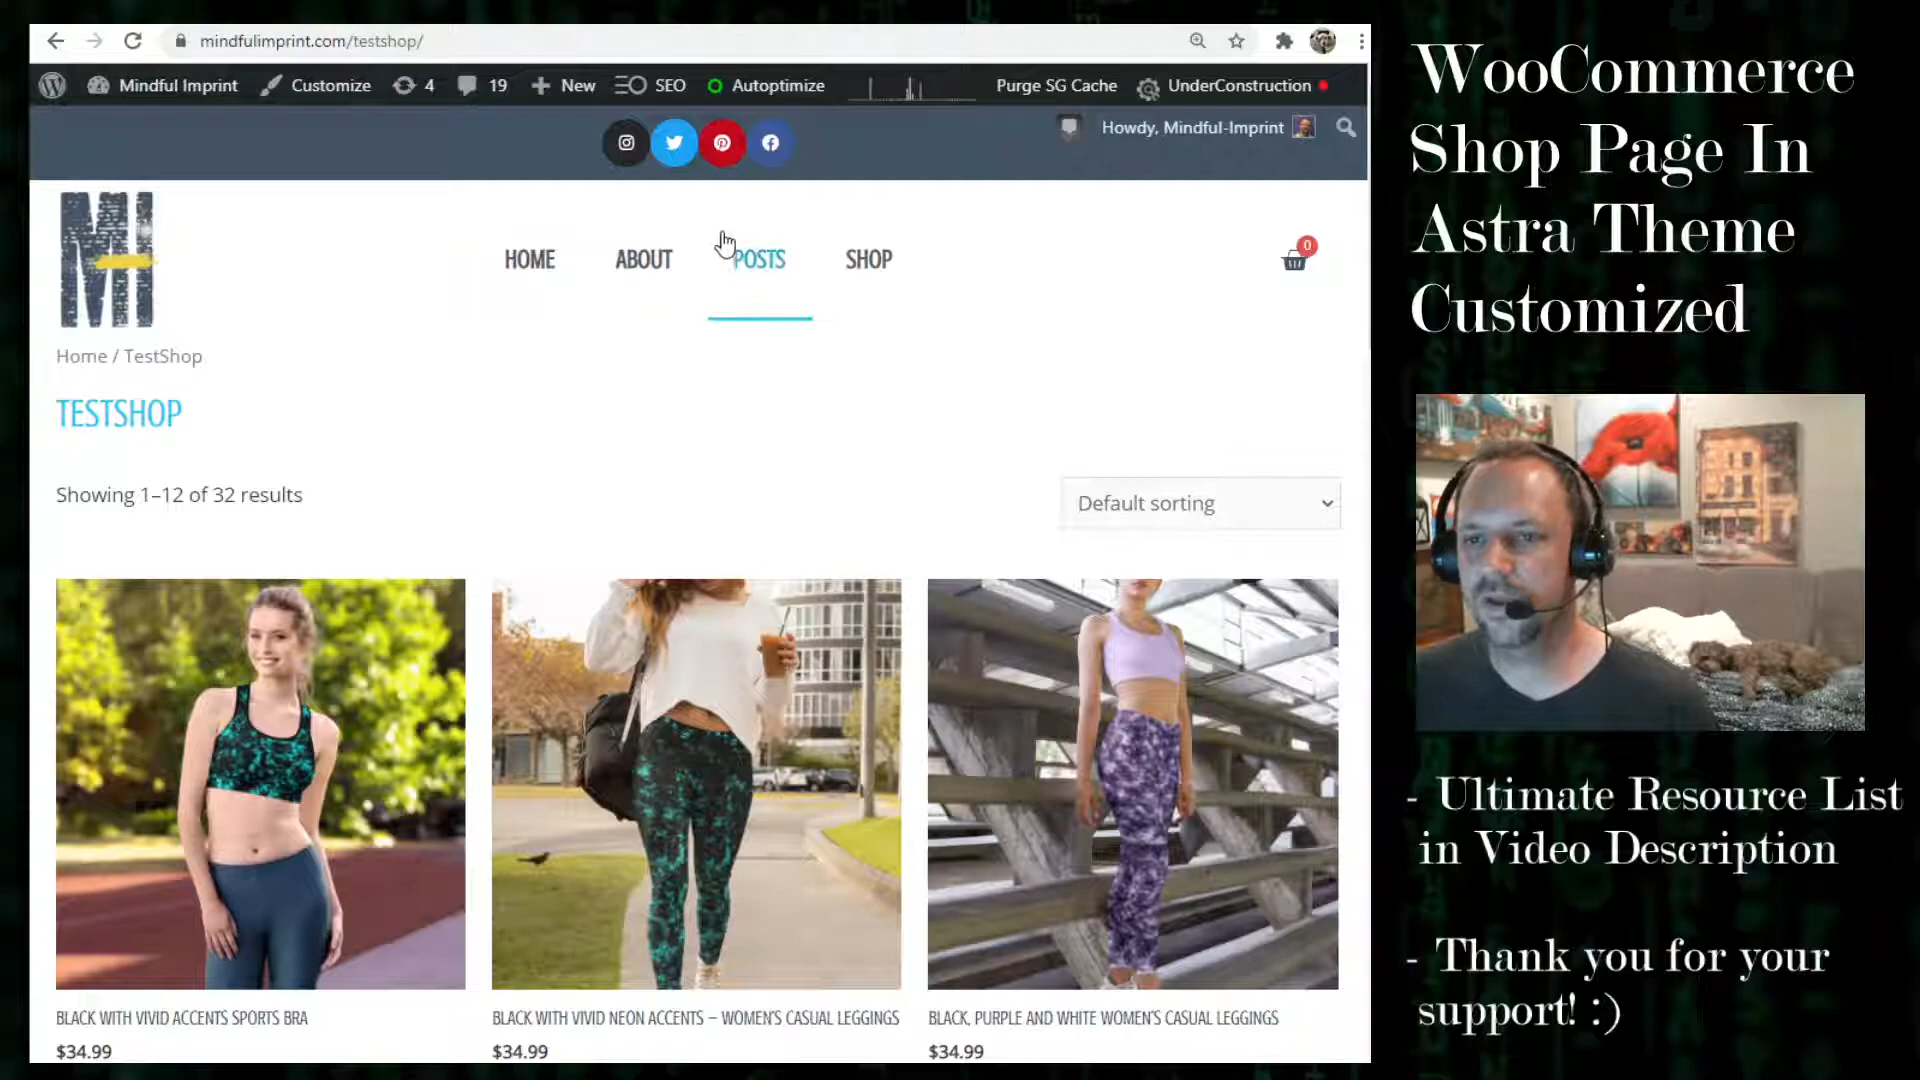 mindfulimprint.com/testshop/
Mindful Imprint Customize 4 19 New SEO Autoptimize Purge SG Cache UnderConstruction
Howdy, Mindful-Imprint
MI
HOME ABOUT POSTS SHOP
0
Home / TestShop
TESTSHOP
Showing 1–12 of 32 results
Default sorting
BLACK WITH VIVID ACCENTS SPORTS BRA
$34.99
BLACK WITH VIVID NEON ACCENTS – WOMEN'S CASUAL LEGGINGS
$34.99
BLACK, PURPLE AND WHITE WOMEN'S CASUAL LEGGINGS
$34.99
WooCommerce
Shop Page In
Astra Theme
Customized
- Ultimate Resource List
in Video Description
- Thank you for your
support! :)